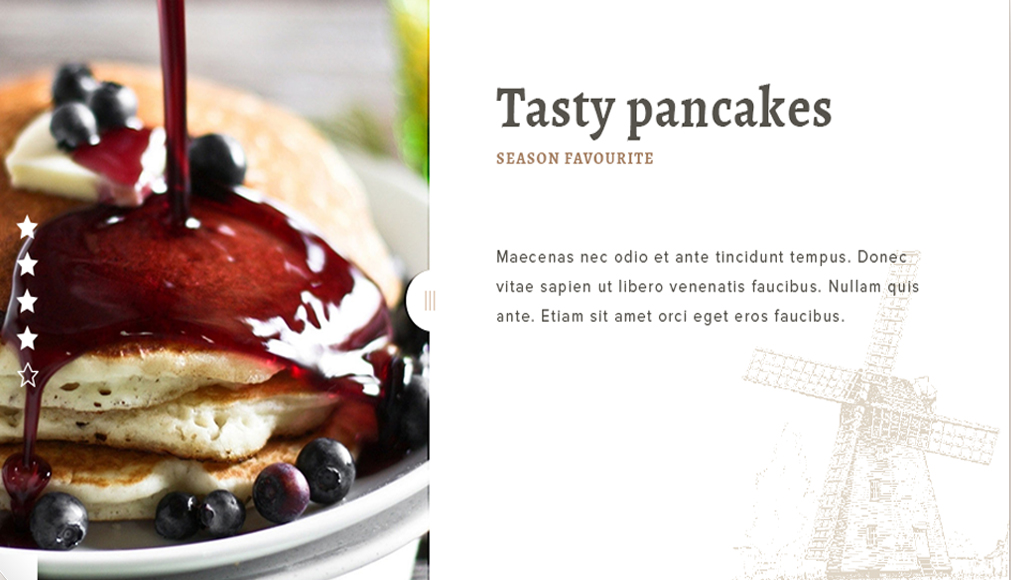 Tasty pancakes
SEASON FAVOURITE
Maecenas nec odio et ante tincidunt tempus. Donec
vitae sapien ut libero venenatis faucibus. Nullam quis
ante. Etiam sit amet orci eget eros faucibus.